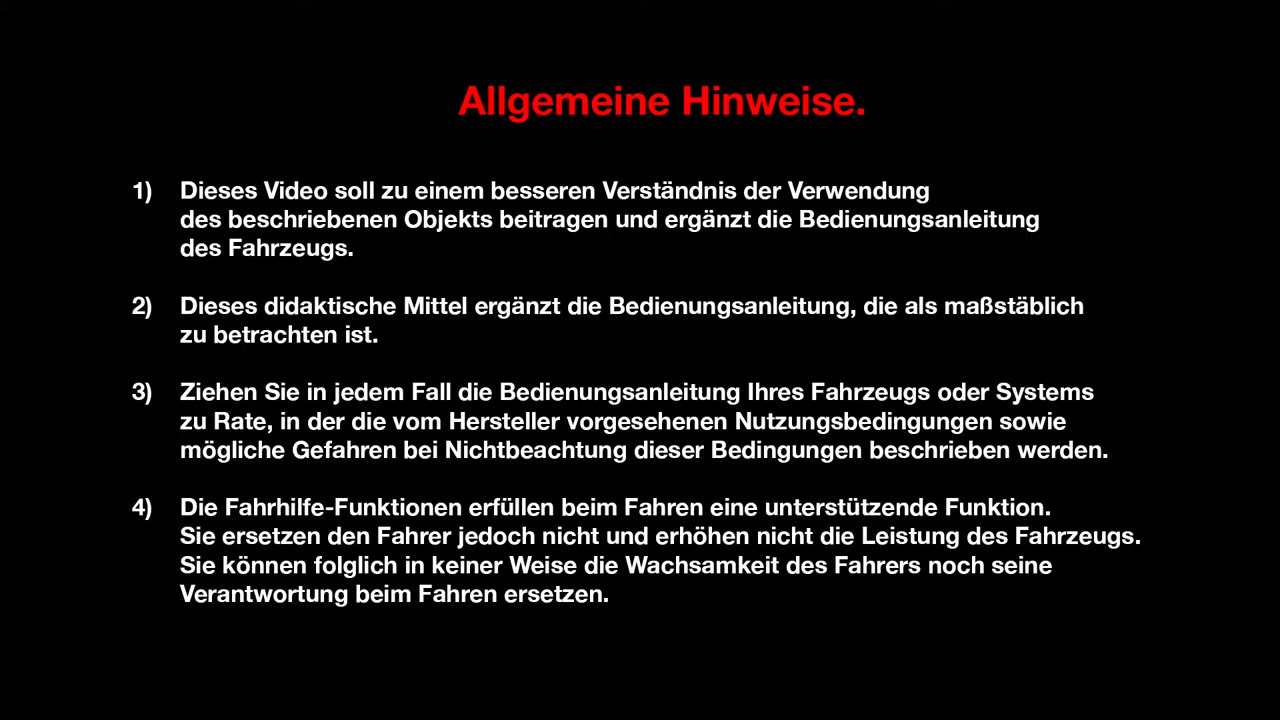 Allgemeine Hinweise.
1) Dieses Video soll zu einem besseren Verständnis der Verwendung
des beschriebenen Objekts beitragen und ergänzt die Bedienungsanleitung
des Fahrzeugs.
2) Dieses didaktische Mittel ergänzt die Bedienungsanleitung, die als maßstäblich
zu betrachten ist.
3) Ziehen Sie in jedem Fall die Bedienungsanleitung Ihres Fahrzeugs oder Systems
zu Rate, in der die vom Hersteller vorgesehenen Nutzungsbedingungen sowie
mögliche Gefahren bei Nichtbeachtung dieser Bedingungen beschrieben werden.
4) Die Fahrhilfe-Funktionen erfüllen beim Fahren eine unterstützende Funktion.
Sie ersetzen den Fahrer jedoch nicht und erhöhen nicht die Leistung des Fahrzeugs.
Sie können folglich in keiner Weise die Wachsamkeit des Fahrers noch seine
Verantwortung beim Fahren ersetzen.